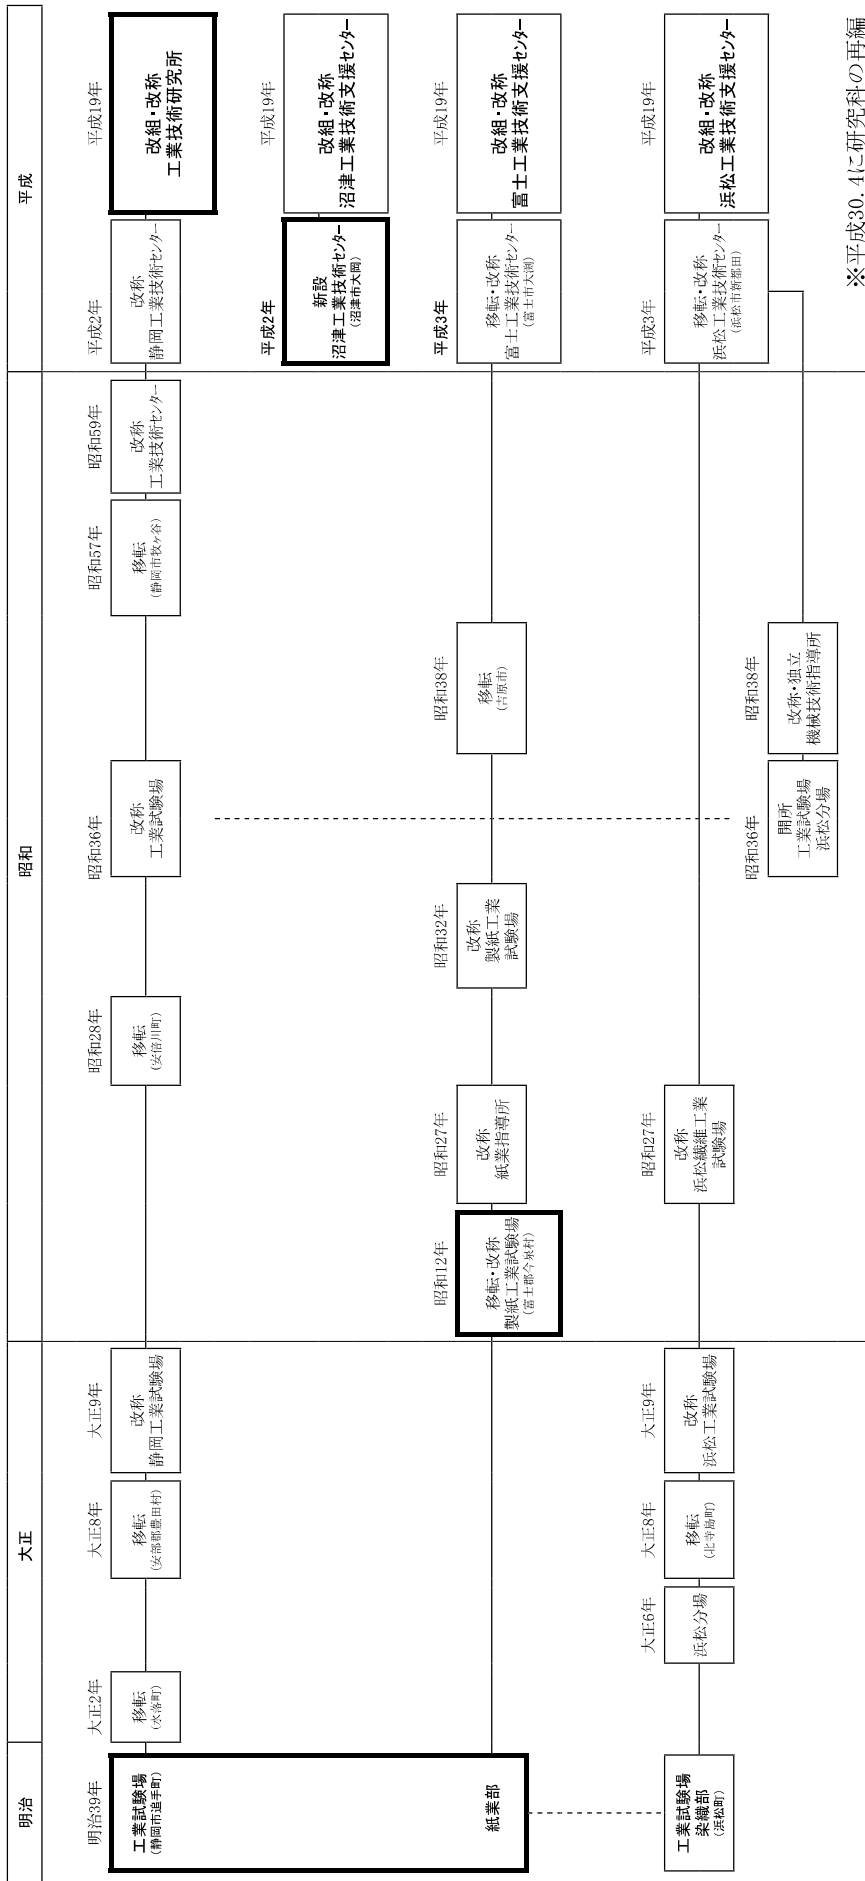 明治
大正
昭和
平成
明治39年
工業試験場
(静岡市追手町)
紙業部
大正2年
移転
(水落町)
大正8年
移転
(安部郡豊田村)
大正9年
改称
静岡工業試験場
昭和28年
移転
(安倍川町)
昭和36年
改称
工業試験場
昭和57年
移転
(静岡市牧ヶ谷)
昭和59年
改称
工業技術センター
平成2年
改称
静岡工業技術センター
平成19年
改組・改称
工業技術研究所
平成2年
新設
沼津工業技術センター
(沼津市大岡)
平成19年
改組・改称
沼津工業技術支援センター
昭和12年
移転・改称
製紙工業試験場
(富士郡今泉村)
昭和27年
改称
紙業指導所
昭和32年
改称
製紙工業
試験場
昭和38年
移転
(吉原市)
平成3年
移転・改称
富士工業技術センター
(富士市大渕)
平成19年
改組・改称
富士工業技術支援センター
工業試験場
染織部
(浜松町)
大正6年
浜松分場
大正8年
移転
(北寺島町)
大正9年
改称
浜松工業試験場
昭和27年
改称
浜松繊維工業
試験場
平成3年
移転・改称
浜松工業技術センター
(浜松市新都田)
平成19年
改組・改称
浜松工業技術支援センター
昭和36年
開所
工業試験場
浜松分場
昭和38年
改称・独立
機械技術指導所
※平成30.4に研究科の再編